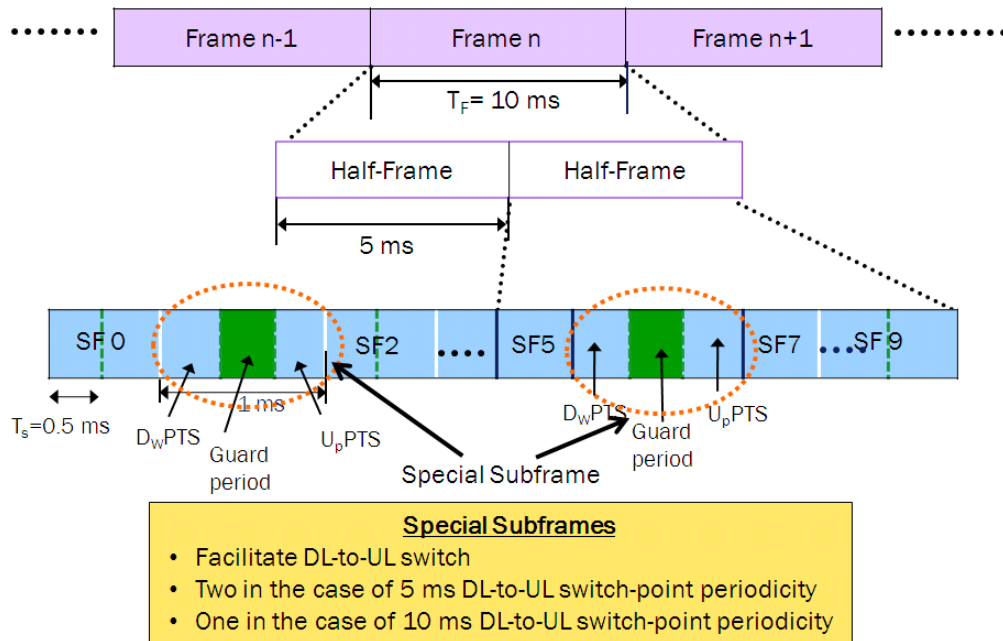 Frame n-1 Frame n Frame n+1
T_F= 10 ms
Half-Frame Half-Frame
5 ms
SF 0 SF2 SF5 SF7 SF 9
1 ms
T_s=0.5 ms D_wPTS Guard period U_pPTS D_wPTS Guard period U_pPTS
Special Subframe
Special Subframes
• Facilitate DL-to-UL switch
• Two in the case of 5 ms DL-to-UL switch-point periodicity
• One in the case of 10 ms DL-to-UL switch-point periodicity